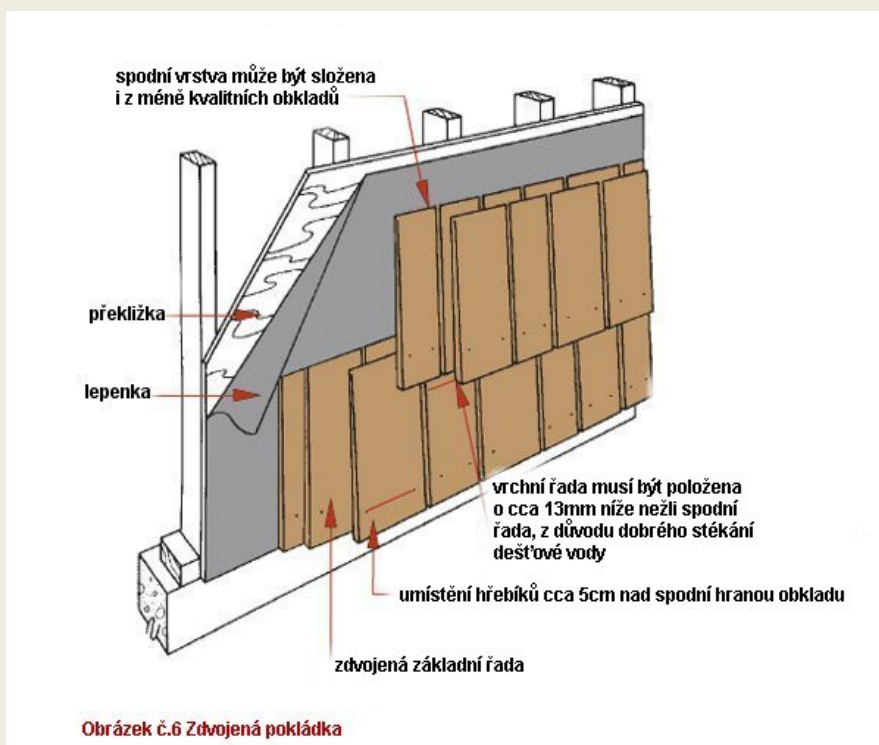 spodní vrstva může být složena
i z méně kvalitních obkladů
překližka
lepenka
vrchní řada musí být položena
o cca 13mm níže nežli spodní
řada, z důvodu dobrého stékání
dešťové vody
umístění hřebíků cca 5cm nad spodní hranou obkladu
zdvojená základní řada
Obrázek č.6 Zdvojená pokládka